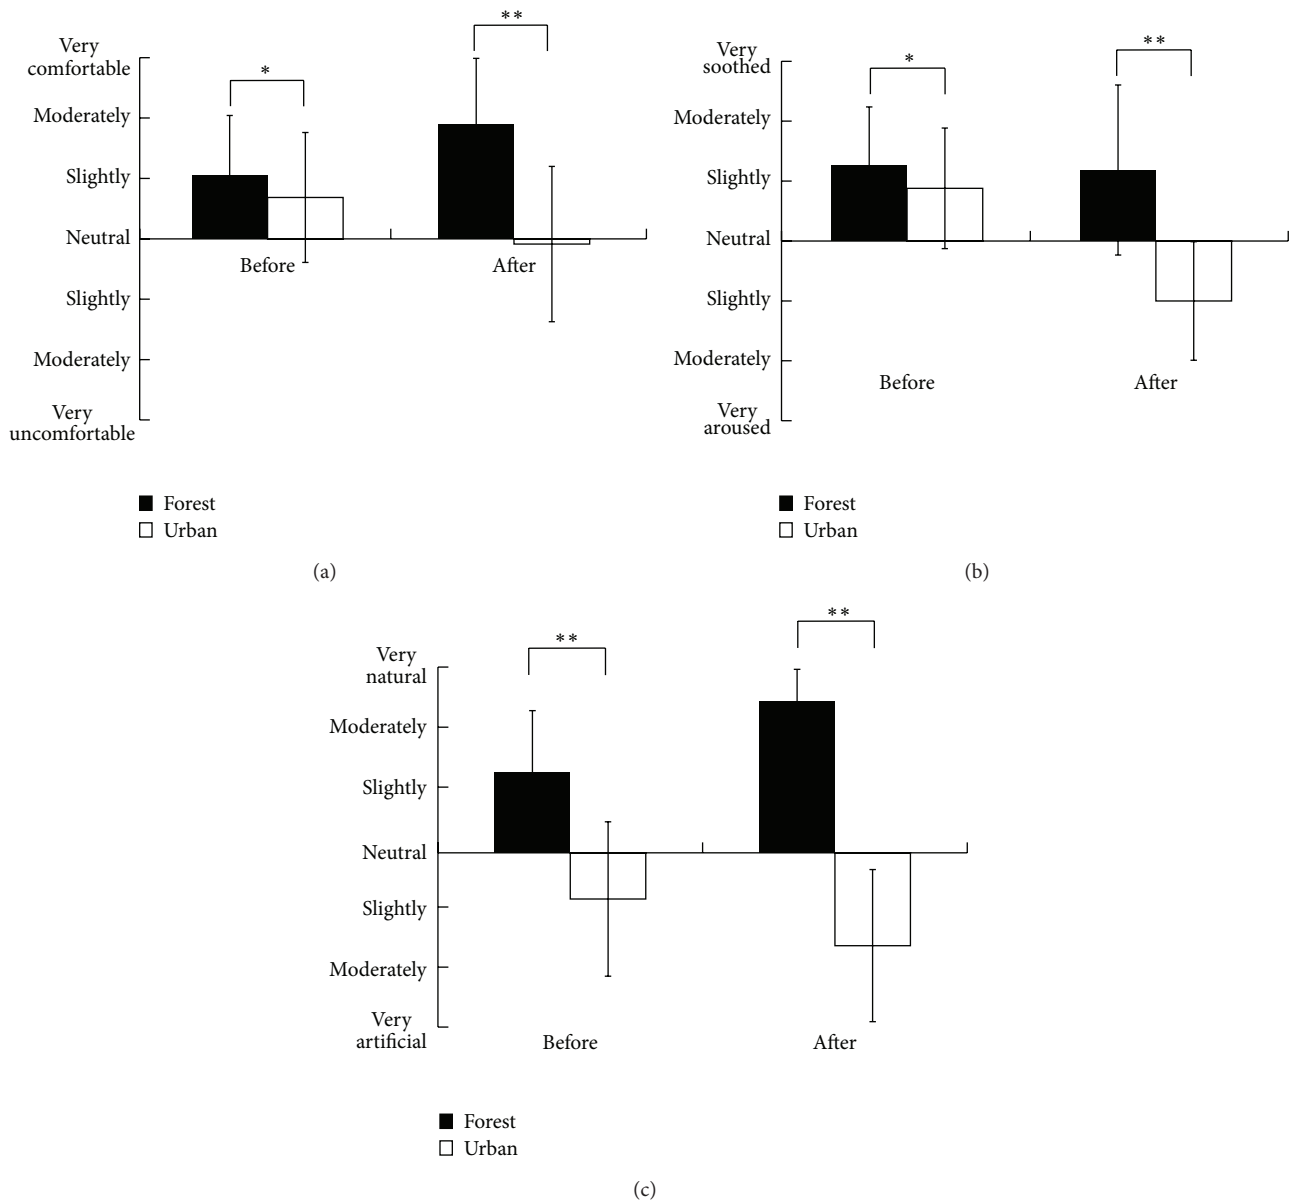 **
Very
comfortable
*
Moderately
Slightly
Neutral
Before
After
Slightly
Moderately
Very
uncomfortable
Forest
Urban
(a)
**
Very
soothed
*
Moderately
Slightly
Neutral
Slightly
Moderately
Before
After
Very
aroused
Forest
Urban
(b)
**
**
Very
natural
Moderately
Slightly
Neutral
Slightly
Moderately
Very
artificial
Before
After
Forest
Urban
(c)